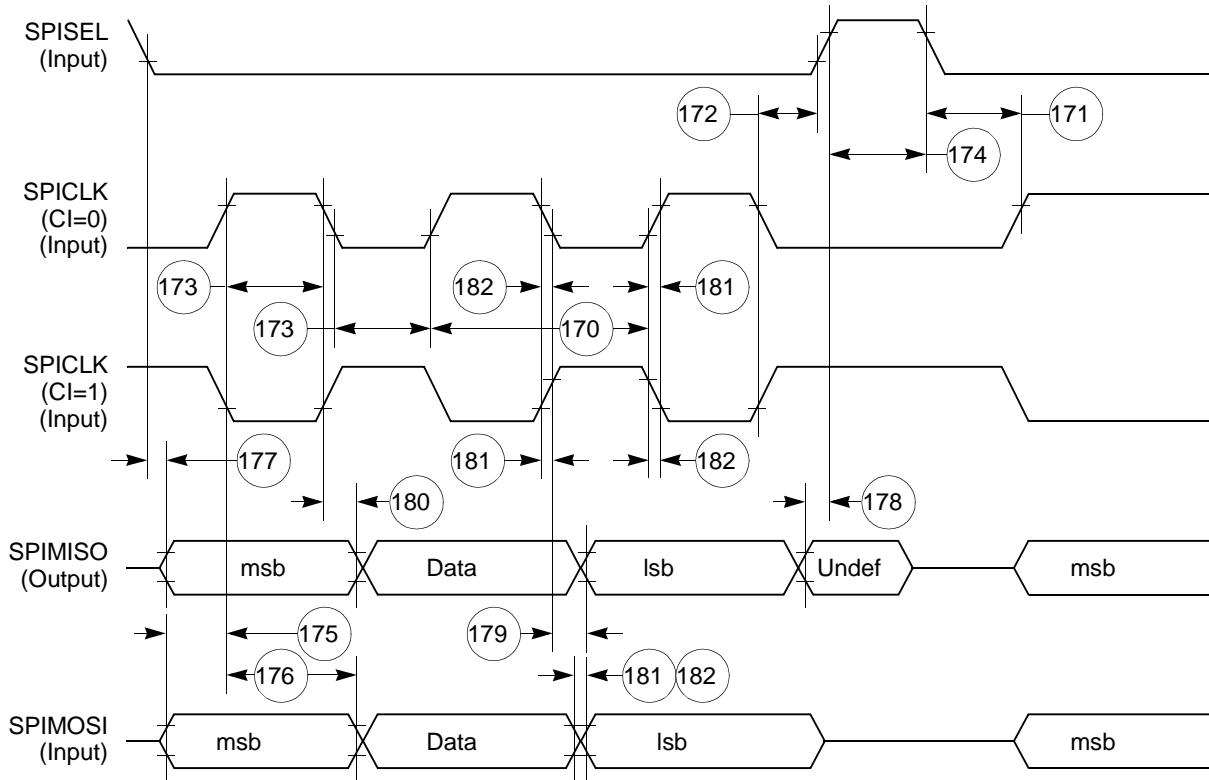 SPISEL
(Input)
172
171
174
SPICLK
(CI=0)
(Input)
173
182
181
173
170
SPICLK
(CI=1)
(Input)
177
181
182
180
178
SPIMISO
(Output)
msb
Data
lsb
Undef
msb
175
179
176
181
182
SPIMOSI
(Input)
msb
Data
lsb
msb